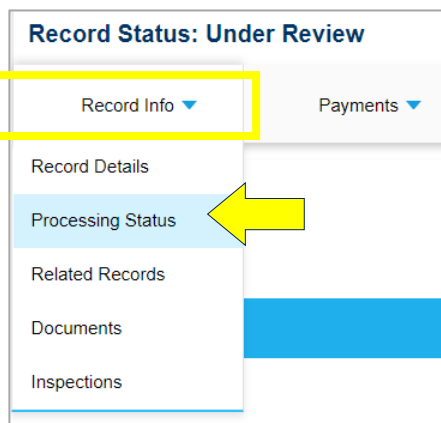 Record Status: Under Review
Record Info Payments
Record Details
Processing Status
Related Records
Documents
Inspections